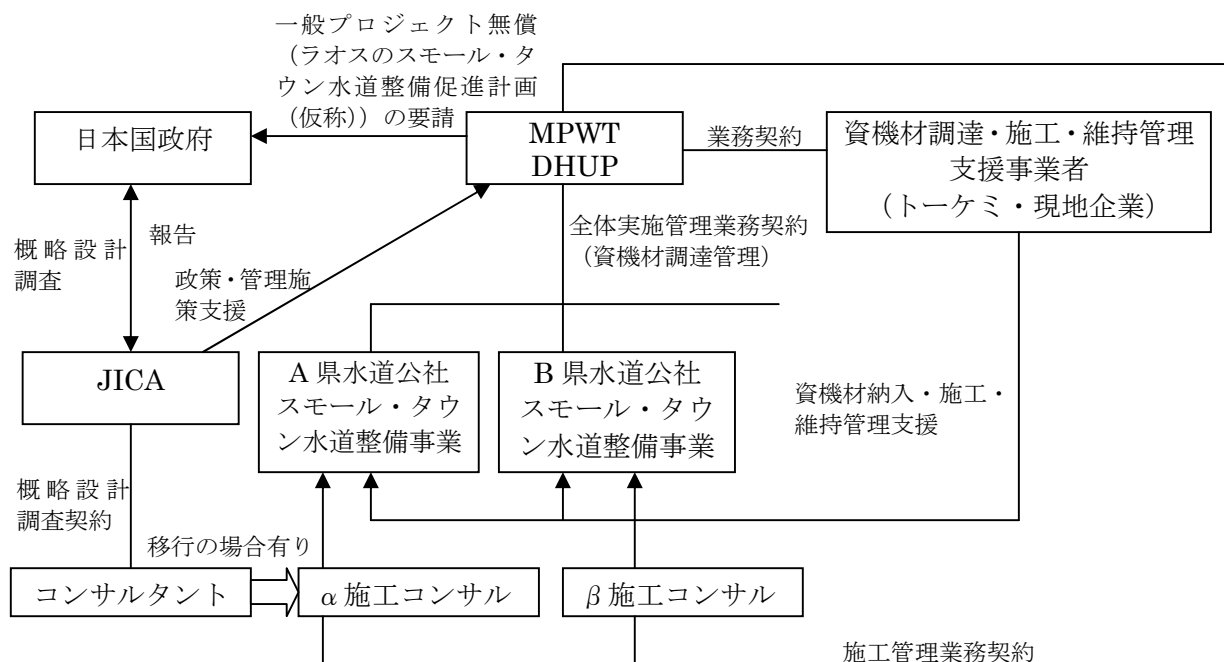 一般プロジェクト無償
（ラオスのスモール・タ
ウン水道整備促進計画
（仮称））の要請
日本国政府
MPWT
DHUP
業務契約
資機材調達・施工・維持管理
支援事業者
（トーケミ・現地企業）
概略設計
調査
報告
政策・管理施
策支援
全体実施管理業務契約
（資機材調達管理）
JICA
A 県水道公社
スモール・タウ
ン水道整備事業
B 県水道公社
スモール・タウ
ン水道整備事業
資機材納入・施工・
維持管理支援
概略設計
調査契約
移行の場合有り
コンサルタント
α施工コンサル
β施工コンサル
施工管理業務契約